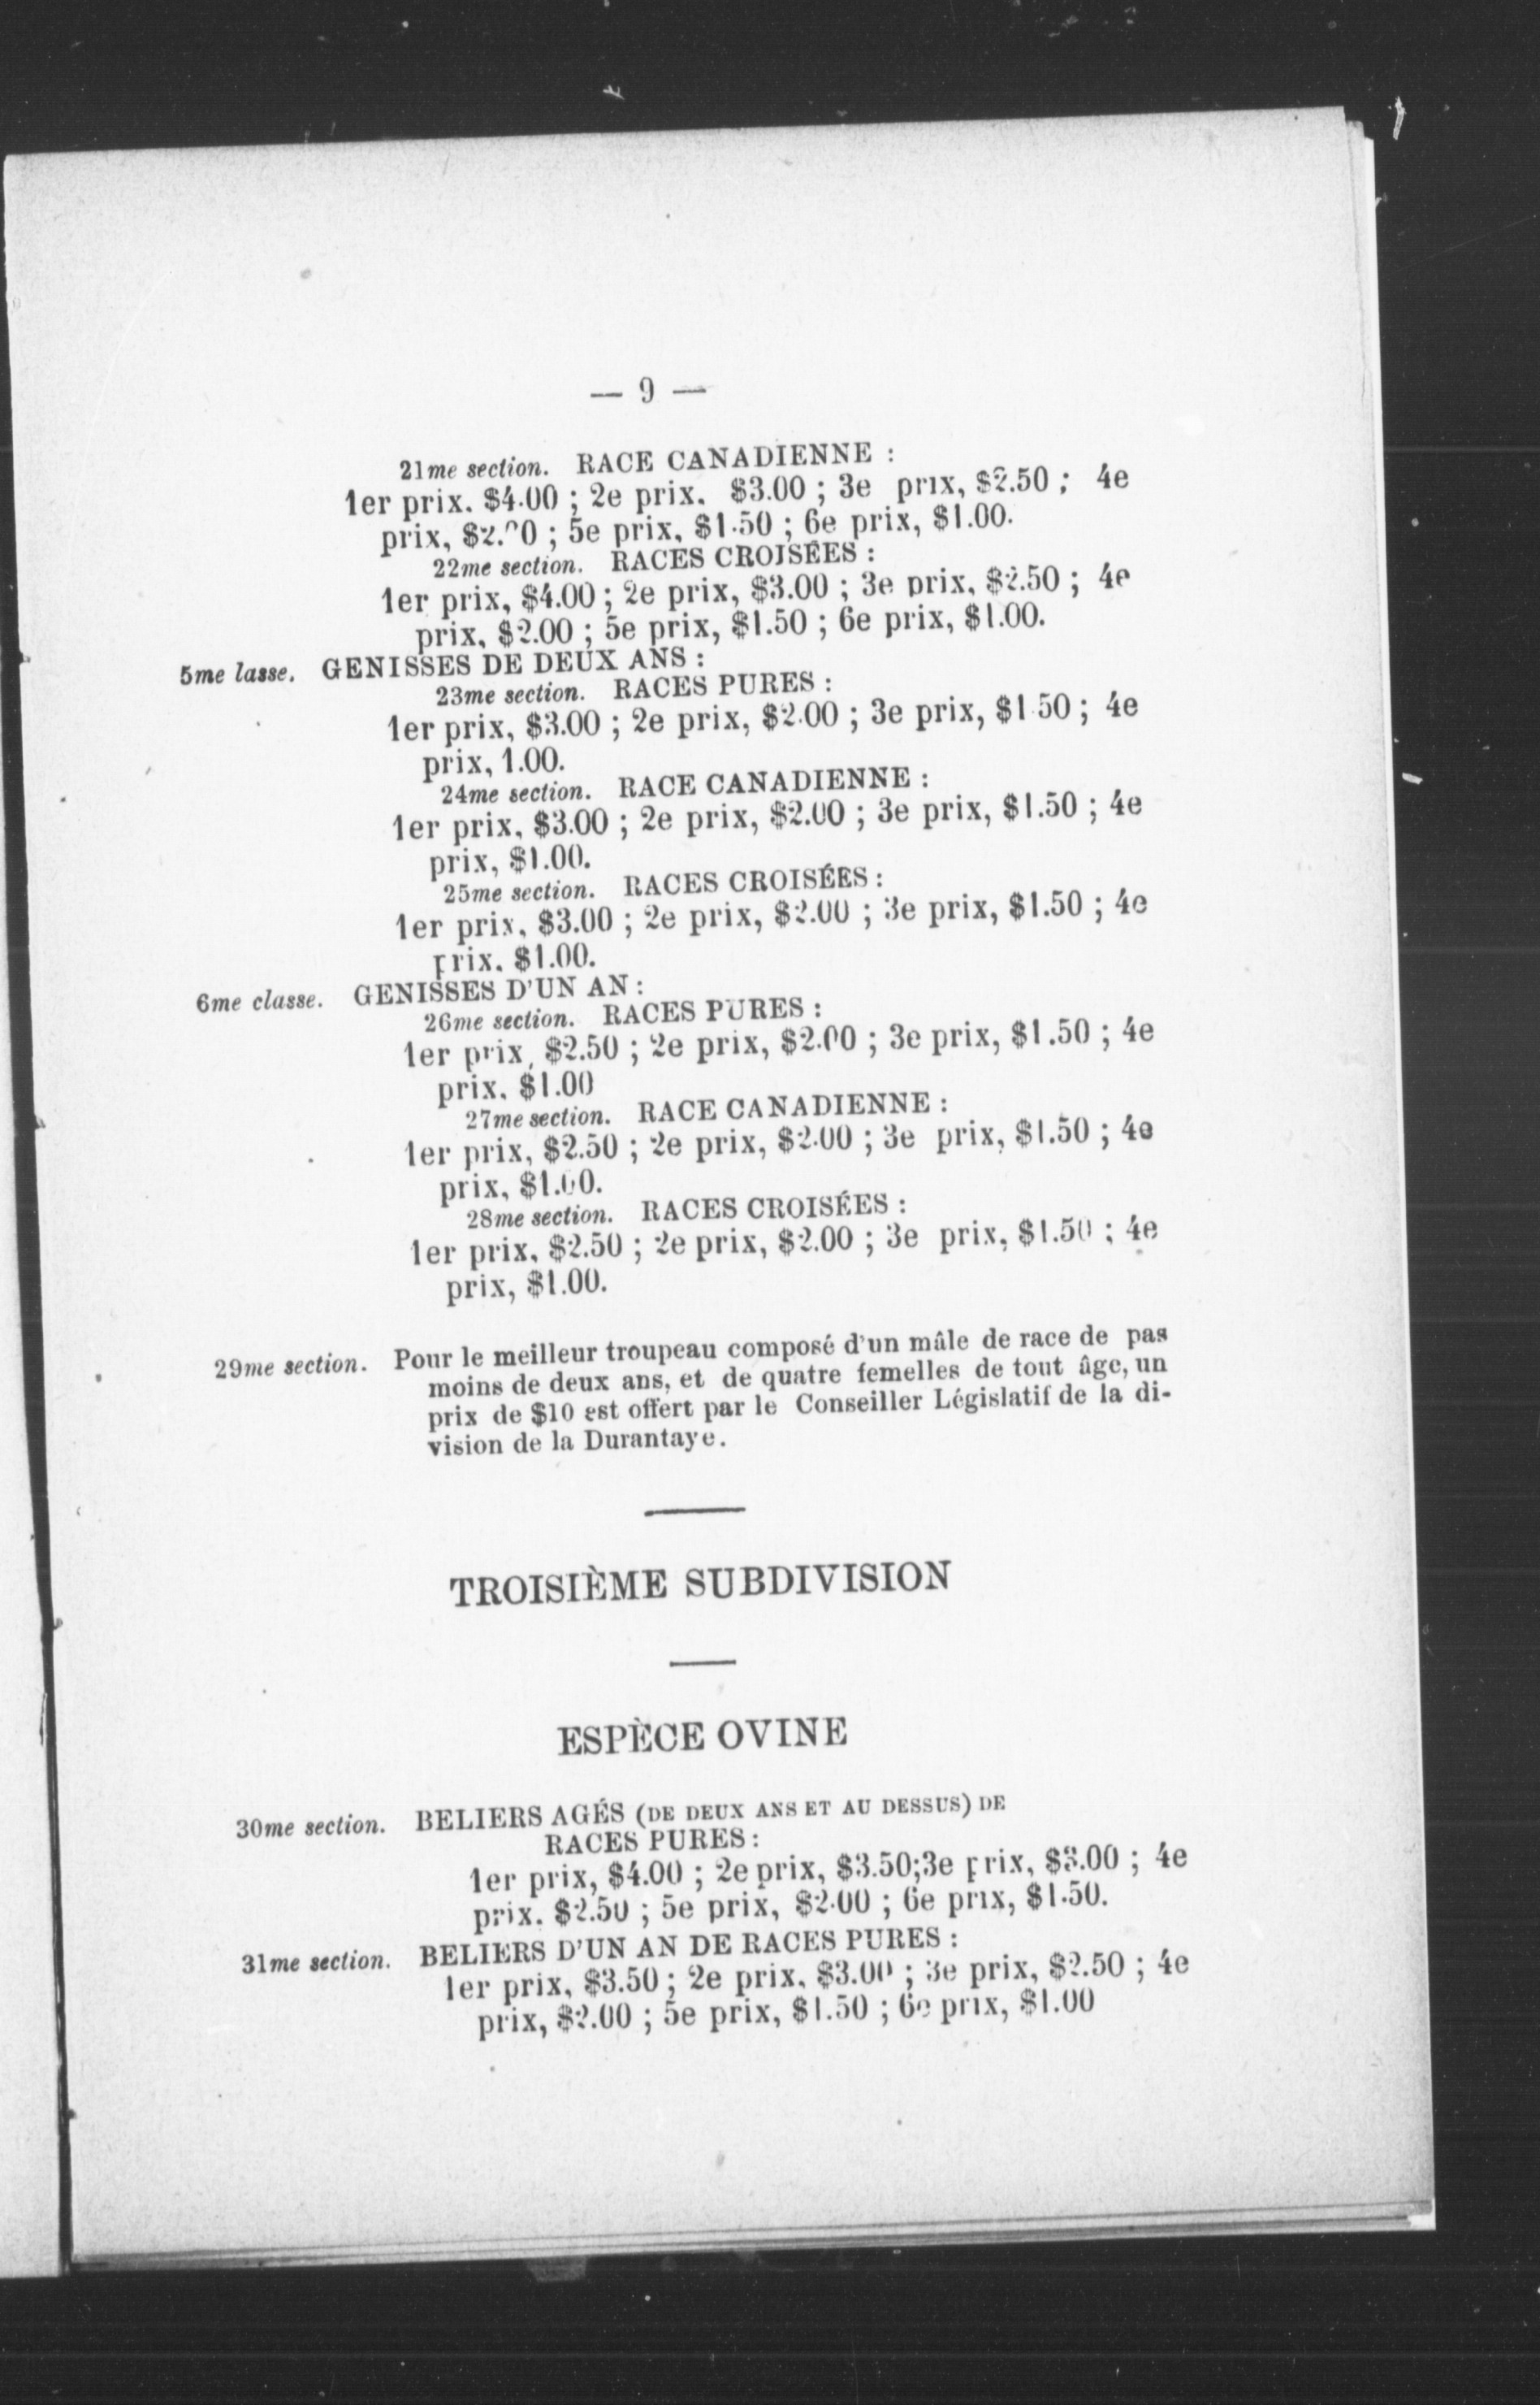 — 9 —
21me section. RACE CANADIENNE :
1er prix. $4.00 ; 2e prix. $3.00 ; 3e prix, $2.50 ; 4e
prix, $2.00 ; 5e prix, $1.50 ; 6e prix, $1.00.
22me section. RACES CROISÉES :
1er prix, $4.00 ; 2e prix, $3.00 ; 3e prix, $2.50 ; 4e
prix, $2.00 ; 5e prix, $1.50 ; 6e prix, $1.00.
5me lasse. GENISSES DE DEUX ANS :
23me section. RACES PURES :
1er prix, $3.00 ; 2e prix, $2.00 ; 3e prix, $1 50 ; 4e
prix, 1.00.
24me section. RACE CANADIENNE :
1er prix, $3.00 ; 2e prix, $2.00 ; 3e prix, $1.50 ; 4e
prix, $1.00.
25me section. RACES CROISÉES :
1er prix, $3.00 ; 2e prix, $2.00 ; 3e prix, $1.50 ; 4e
prix. $1.00.
6me classe. GENISSES D'UN AN :
26me section. RACES PURES :
1er prix, $2.50 ; 2e prix, $2.00 ; 3e prix, $1.50 ; 4e
prix. $1.00
27me section. RACE CANADIENNE :
1er prix, $2.50 ; 2e prix, $2.00 ; 3e prix, $1.50 ; 4e
prix, $1.00.
28me section. RACES CROISÉES :
1er prix, $2.50 ; 2e prix, $2.00 ; 3e prix, $1.50 ; 4e
prix, $1.00.
29me section. Pour le meilleur troupeau composé d'un mâle de race de pas
moins de deux ans, et de quatre femelles de tout âge, un
prix de $10 est offert par le Conseiller Législatif de la di-
vision de la Durantaye.
TROISIÈME SUBDIVISION
ESPÈCE OVINE
30me section. BELIERS AGÉS (DE DEUX ANS ET AU DESSUS) DE
RACES PURES :
1er prix, $4.00 ; 2e prix, $3.50;3e prix, $3.00 ; 4e
prix. $2.50 ; 5e prix, $2.00 ; 6e prix, $1.50.
31me section. BELIERS D'UN AN DE RACES PURES :
1er prix, $3.50 ; 2e prix, $3.00 ; 3e prix, $2.50 ; 4e
prix, $2.00 ; 5e prix, $1.50 ; 6e prix, $1.00